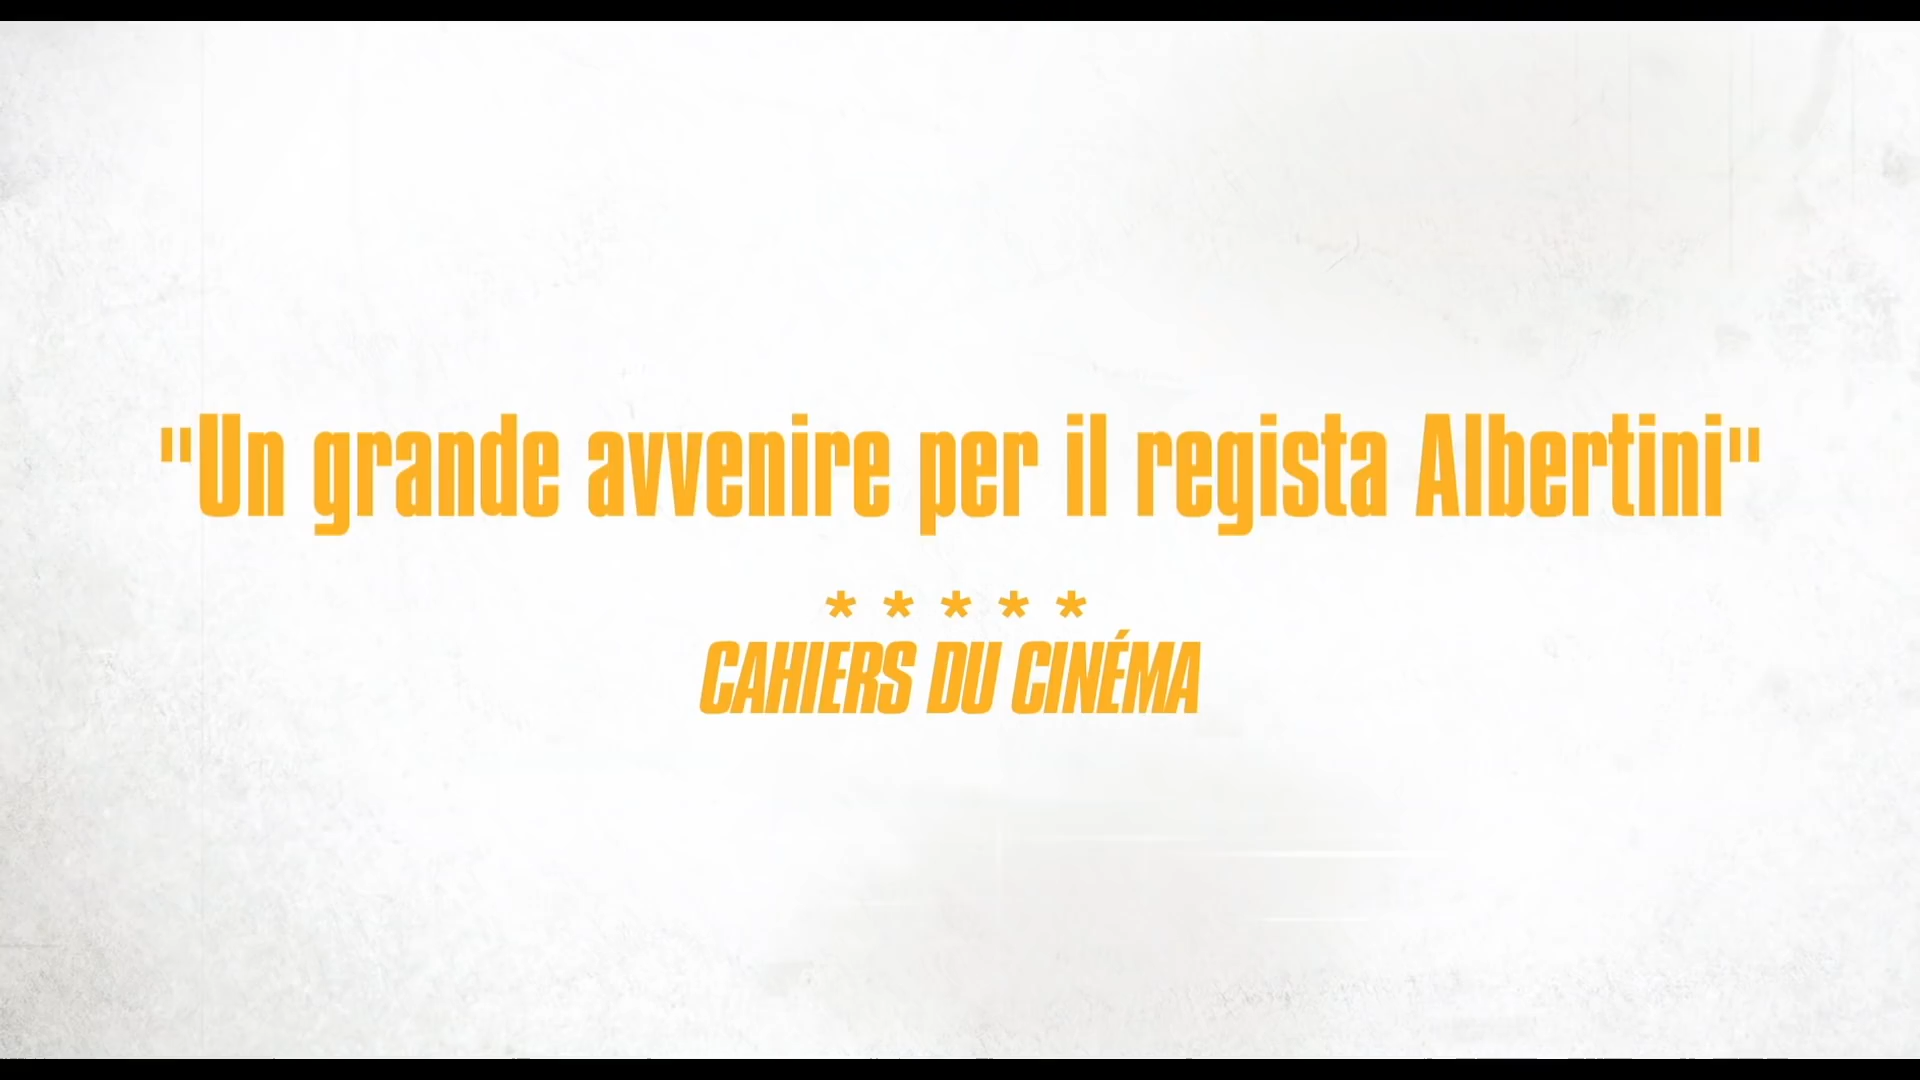 "Un grande avvenire per il regista Albertini"
* * * * *
CAHIERS DU CINÉMA